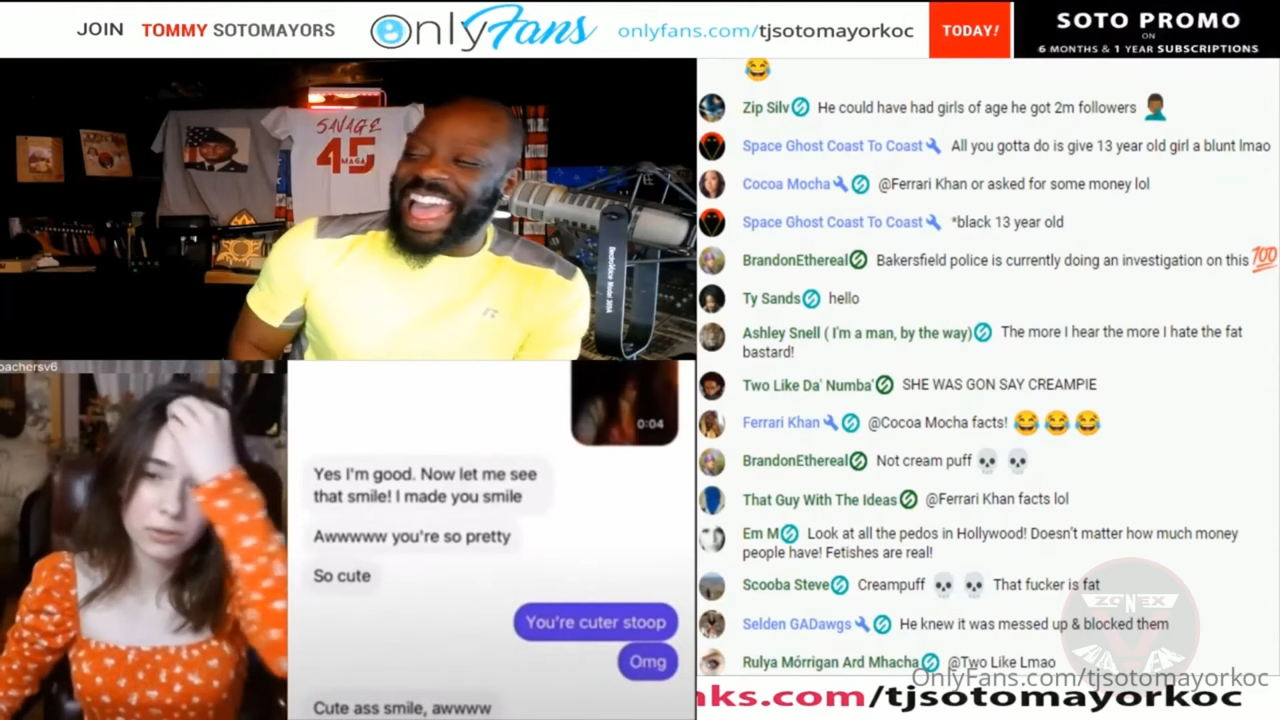 JOIN TOMMY SOTOMAYORS OnlyFans onlyfans.com/tjsotomayorkoc TODAY!
SOTO PROMO
ON
6 MONTHS & 1 YEAR SUBSCRIPTIONS
SAVAGE
45
MAGA
ElectroVoice Model 309A
oachersv6
0:04
Yes I'm good. Now let me see
that smile! I made you smile
Awwwww you're so pretty
So cute
You're cuter stoop
Omg
Cute ass smile, awwww
😂
Zip Silv He could have had girls of age he got 2m followers 🤦🏾‍♂️
Space Ghost Coast To Coast All you gotta do is give 13 year old girl a blunt lmao
Cocoa Mocha @Ferrari Khan or asked for some money lol
Space Ghost Coast To Coast *black 13 year old
BrandonEthereal Bakersfield police is currently doing an investigation on this 💯
Ty Sands hello
Ashley Snell ( I'm a man, by the way) The more I hear the more I hate the fat
bastard!
Two Like Da' Numba' SHE WAS GON SAY CREAMPIE
Ferrari Khan @Cocoa Mocha facts! 😂 😂 😂
BrandonEthereal Not cream puff 💀 💀
That Guy With The Ideas @Ferrari Khan facts lol
Em M Look at all the pedos in Hollywood! Doesn't matter how much money
people have! Fetishes are real!
Scooba Steve Creampuff 💀 💀 That fucker is fat
Selden GADawgs He knew it was messed up & blocked them
Rulya Mórrigan Ard Mhacha @Two Like Lmao
ZONEX
OnlyFans.com/tjsotomayorkoc
nks.com/tjsotomayorkoc